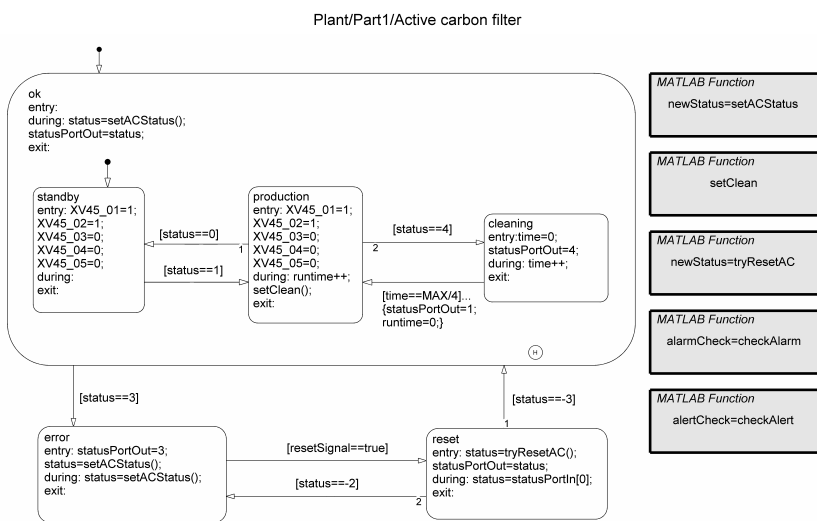 Plant/Part1/Active carbon filter
ok
entry:
during: status=setACStatus();
statusPortOut=status;
exit:
standby
entry: XV45_01=1;
XV45_02=1;
XV45_03=0;
XV45_04=0;
XV45_05=0;
during:
exit:
[status==0]
1
[status==1]
production
entry: XV45_01=1;
XV45_02=1;
XV45_03=0;
XV45_04=0;
XV45_05=0;
during: runtime++;
setClean();
exit:
[status==4]
2
[time==MAX/4]...
{statusPortOut=1;
runtime=0;}
cleaning
entry:time=0;
statusPortOut=4;
during: time++;
exit:
H
[status==3]
[status==-3]
1
error
entry: statusPortOut=3;
status=setACStatus();
during: status=setACStatus();
exit:
[resetSignal==true]
[status==-2]
2
reset
entry: status=tryResetAC();
statusPortOut=status;
during: status=statusPortIn[0];
exit:
MATLAB Function
newStatus=setACStatus
MATLAB Function
setClean
MATLAB Function
newStatus=tryResetAC
MATLAB Function
alarmCheck=checkAlarm
MATLAB Function
alertCheck=checkAlert